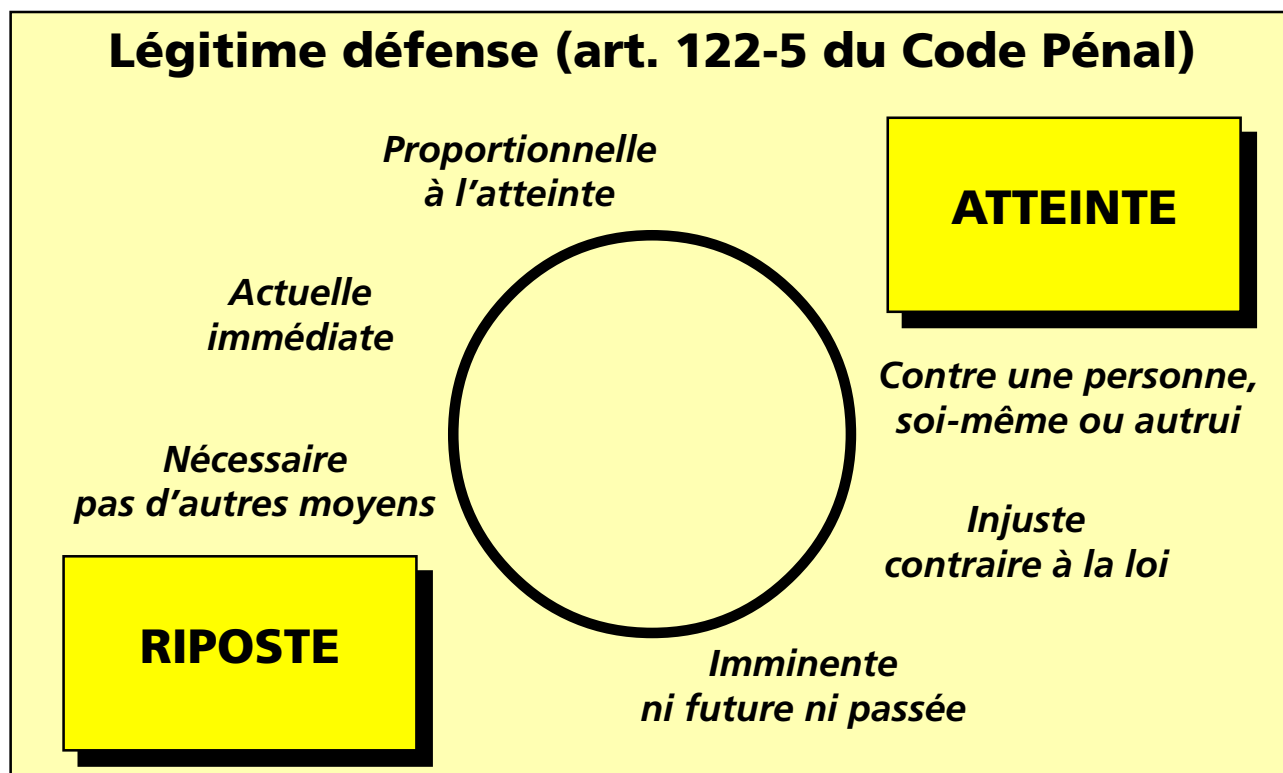 Légitime défense (art. 122-5 du Code Pénal)
Proportionnelle
à l’atteinte
ATTEINTE
Actuelle
immédiate
Contre une personne,
soi-même ou autrui
Nécessaire
pas d’autres moyens
Injuste
contraire à la loi
RIPOSTE
Imminente
ni future ni passée